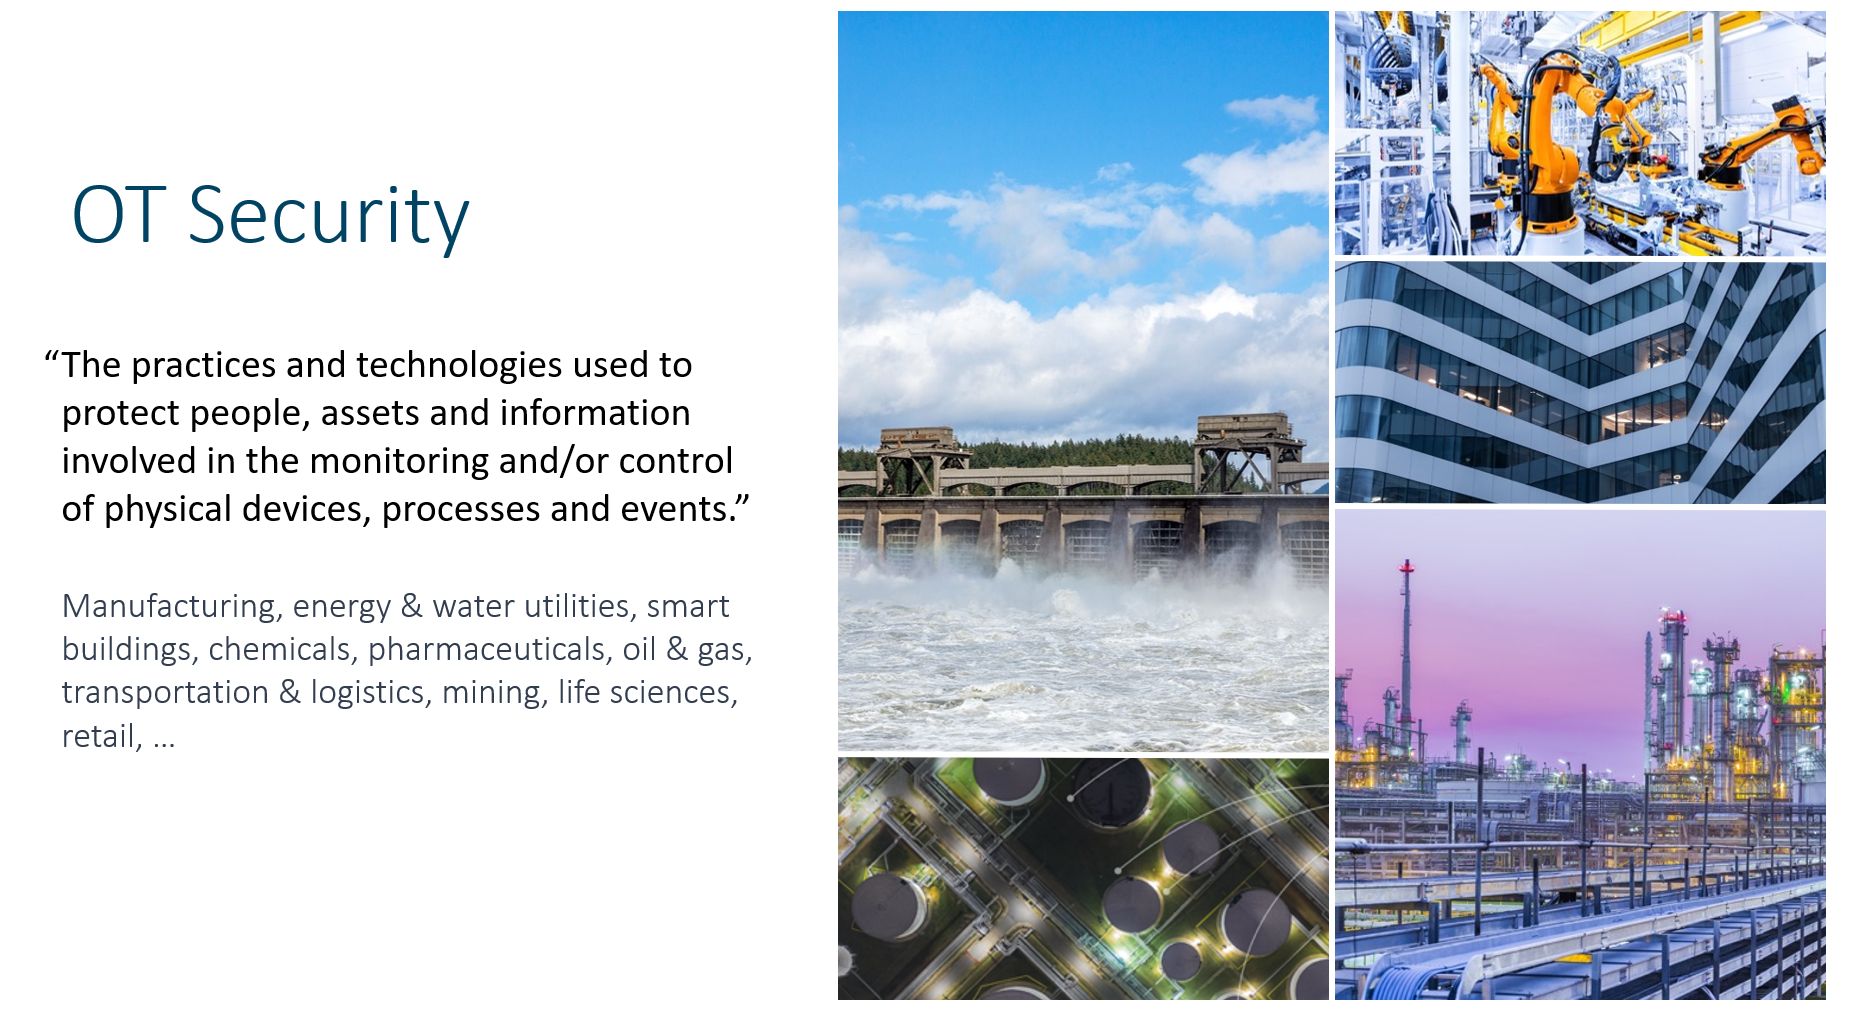 OT Security
“The practices and technologies used to
protect people, assets and information
involved in the monitoring and/or control
of physical devices, processes and events.”
Manufacturing, energy & water utilities, smart
buildings, chemicals, pharmaceuticals, oil & gas,
transportation & logistics, mining, life sciences,
retail, …